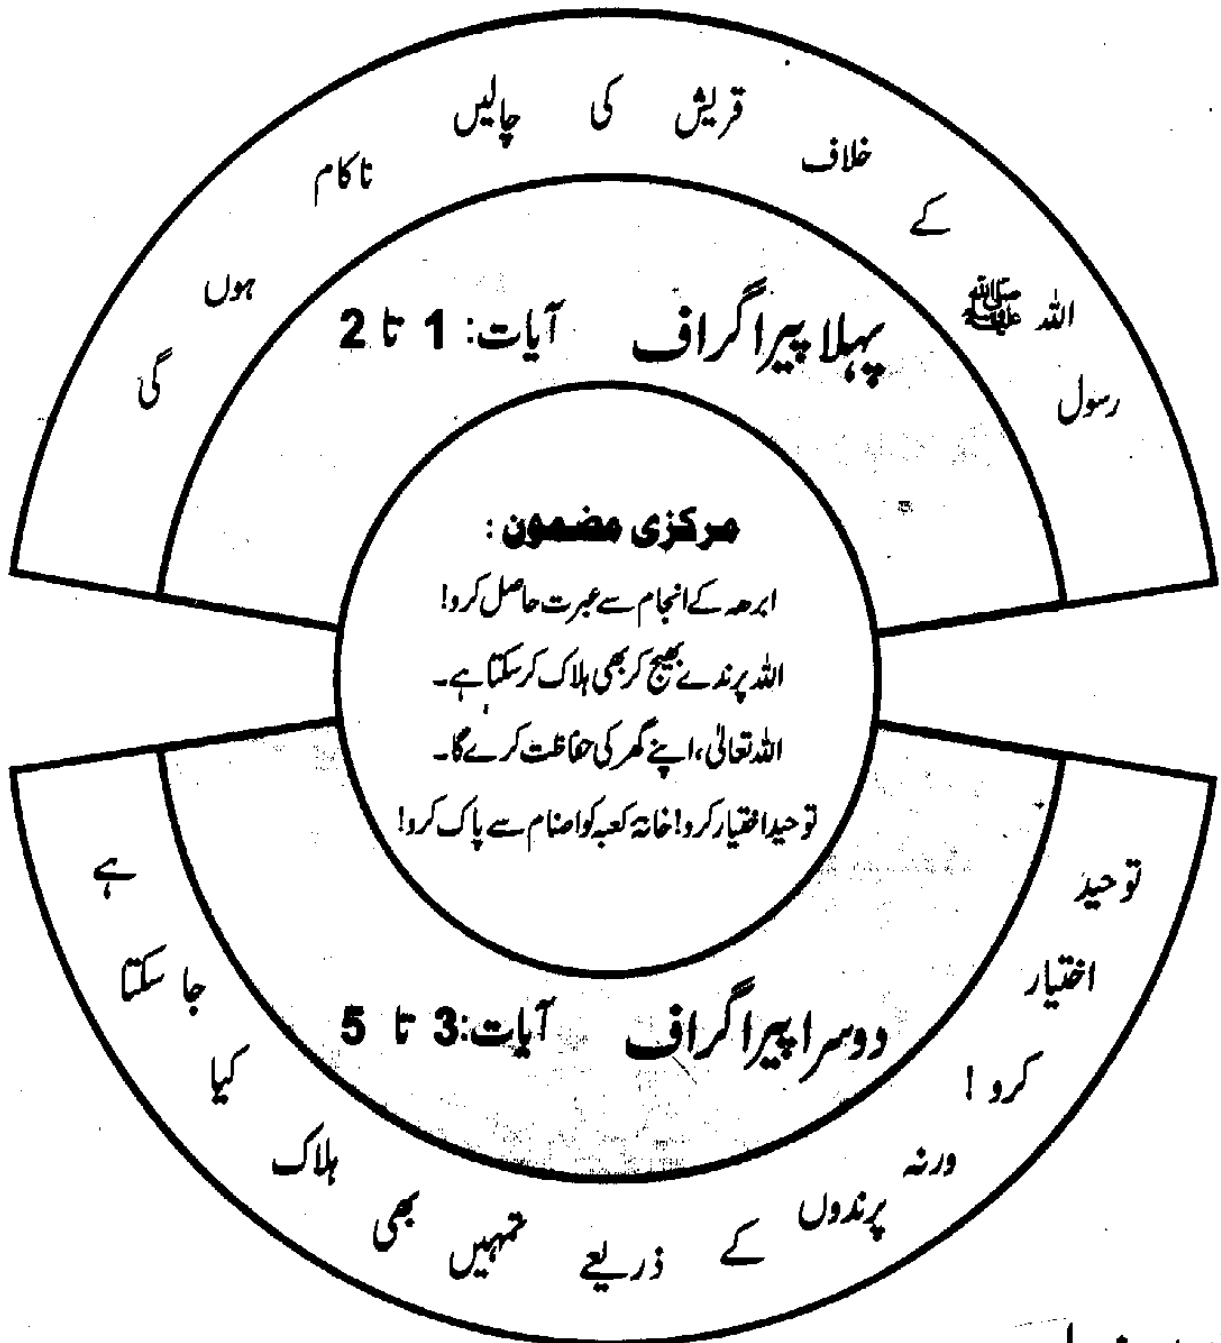 رسول اللہ ﷺ کے خلاف قریش کی چالیں ناکام ہوں گی
پہلا پیراگراف آیات: 1 تا 2
مرکزی مضمون :
ابرھہ کے انجام سے عبرت حاصل کرو!
اللہ پرندے بھیج کر بھی ہلاک کر سکتا ہے۔
اللہ تعالیٰ، اپنے گھر کی حفاظت کرے گا۔
توحید اختیار کرو! خانۂ کعبہ کو اصنام سے پاک کرو!
دوسرا پیراگراف آیات: 3 تا 5
توحید اختیار کرو ! ورنہ پرندوں کے ذریعے تمہیں بھی ہلاک کیا جا سکتا ہے